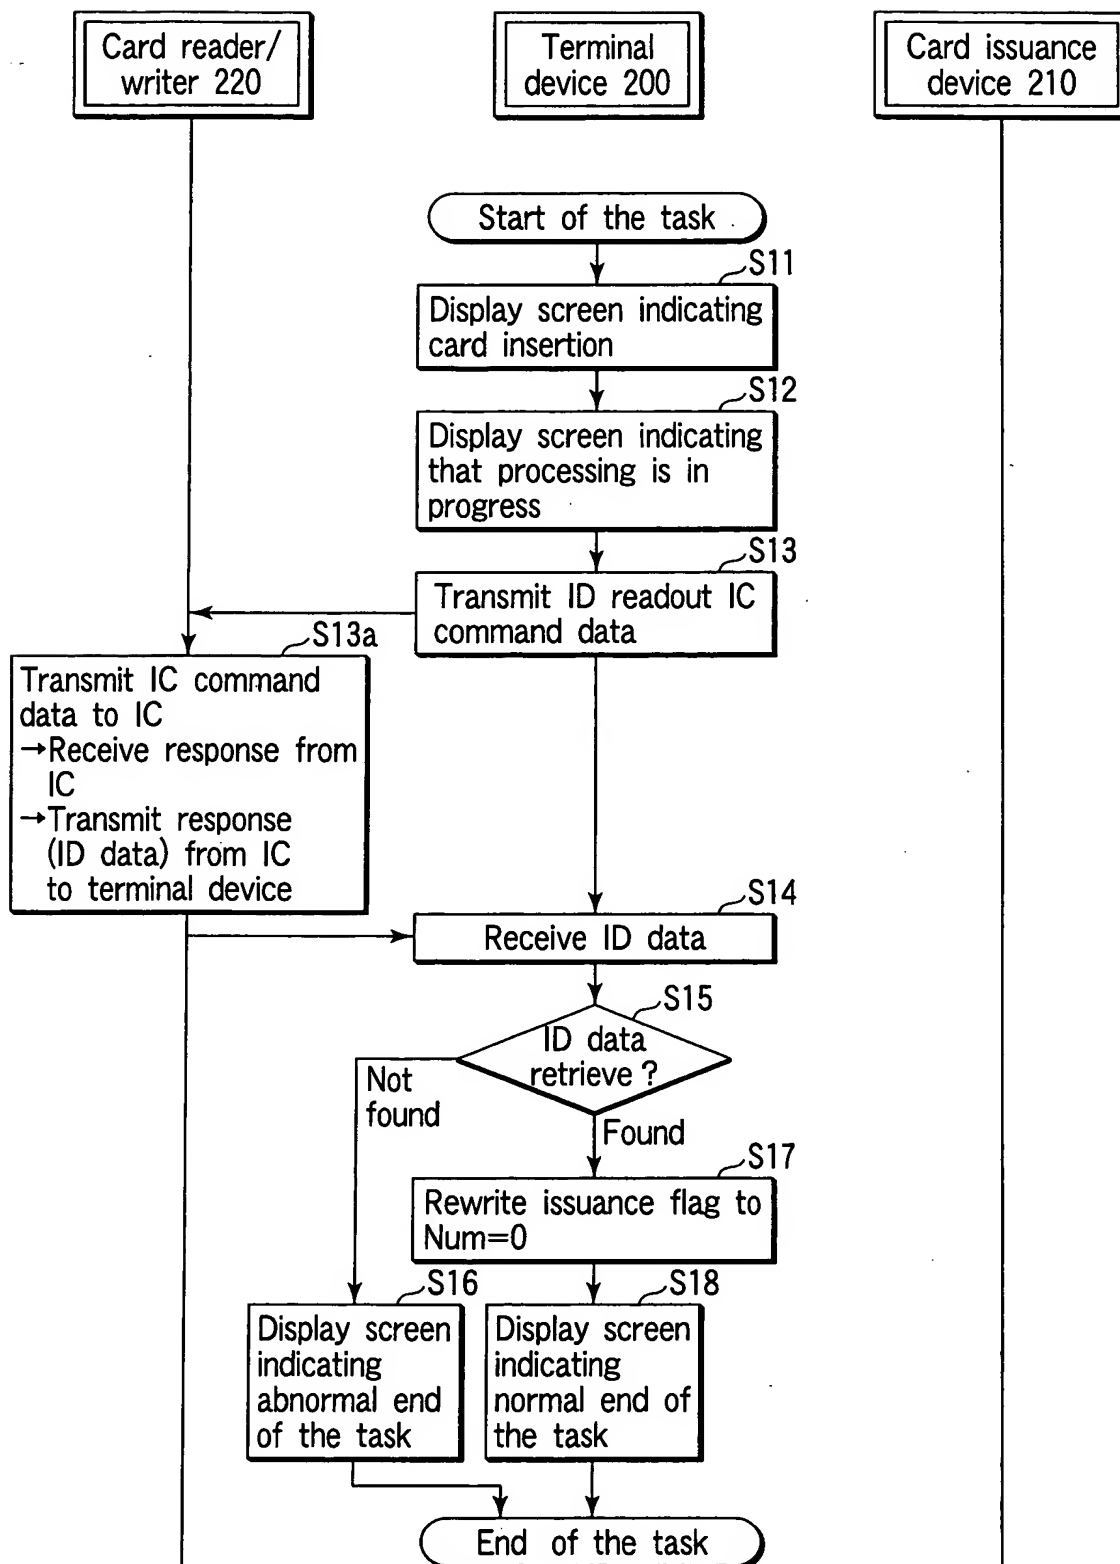 Card reader/
writer 220
Terminal
device 200
Card issuance
device 210
Start of the task
S11
Display screen indicating
card insertion
S12
Display screen indicating
that processing is in
progress
S13
Transmit ID readout IC
command data
S13a
Transmit IC command
data to IC
→Receive response from
IC
→Transmit response
(ID data) from IC
to terminal device
S14
Receive ID data
S15
ID data
retrieve ?
Not
found
Found
S17
Rewrite issuance flag to
Num=0
S16
Display screen
indicating
abnormal end
of the task
S18
Display screen
indicating
normal end of
the task
End of the task